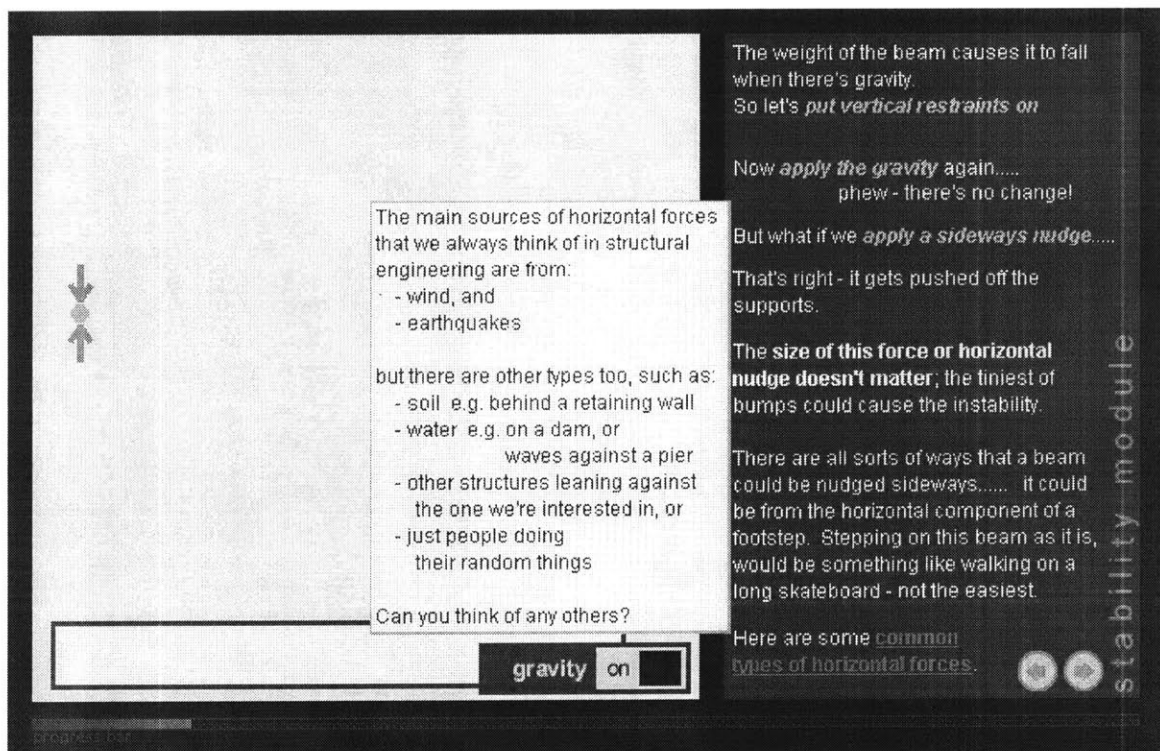 The weight of the beam causes it to fall
when there's gravity.
So let's put vertical restraints on
Now apply the gravity again.....
phew - there's no change!
But what if we apply a sideways nudge.....
That's right - it gets pushed off the
supports.
The size of this force or horizontal
nudge doesn't matter; the tiniest of
bumps could cause the instability.
There are all sorts of ways that a beam
could be nudged sideways...... it could
be from the horizontal component of a
footstep. Stepping on this beam as it is,
would be something like walking on a
long skateboard - not the easiest.
Here are some common
types of horizontal forces.
The main sources of horizontal forces
that we always think of in structural
engineering are from:
- wind, and
- earthquakes
but there are other types too, such as:
- soil e.g. behind a retaining wall
- water e.g. on a dam, or
waves against a pier
- other structures leaning against
the one we're interested in, or
- just people doing
their random things
Can you think of any others?
gravity on
stability module
progress bar